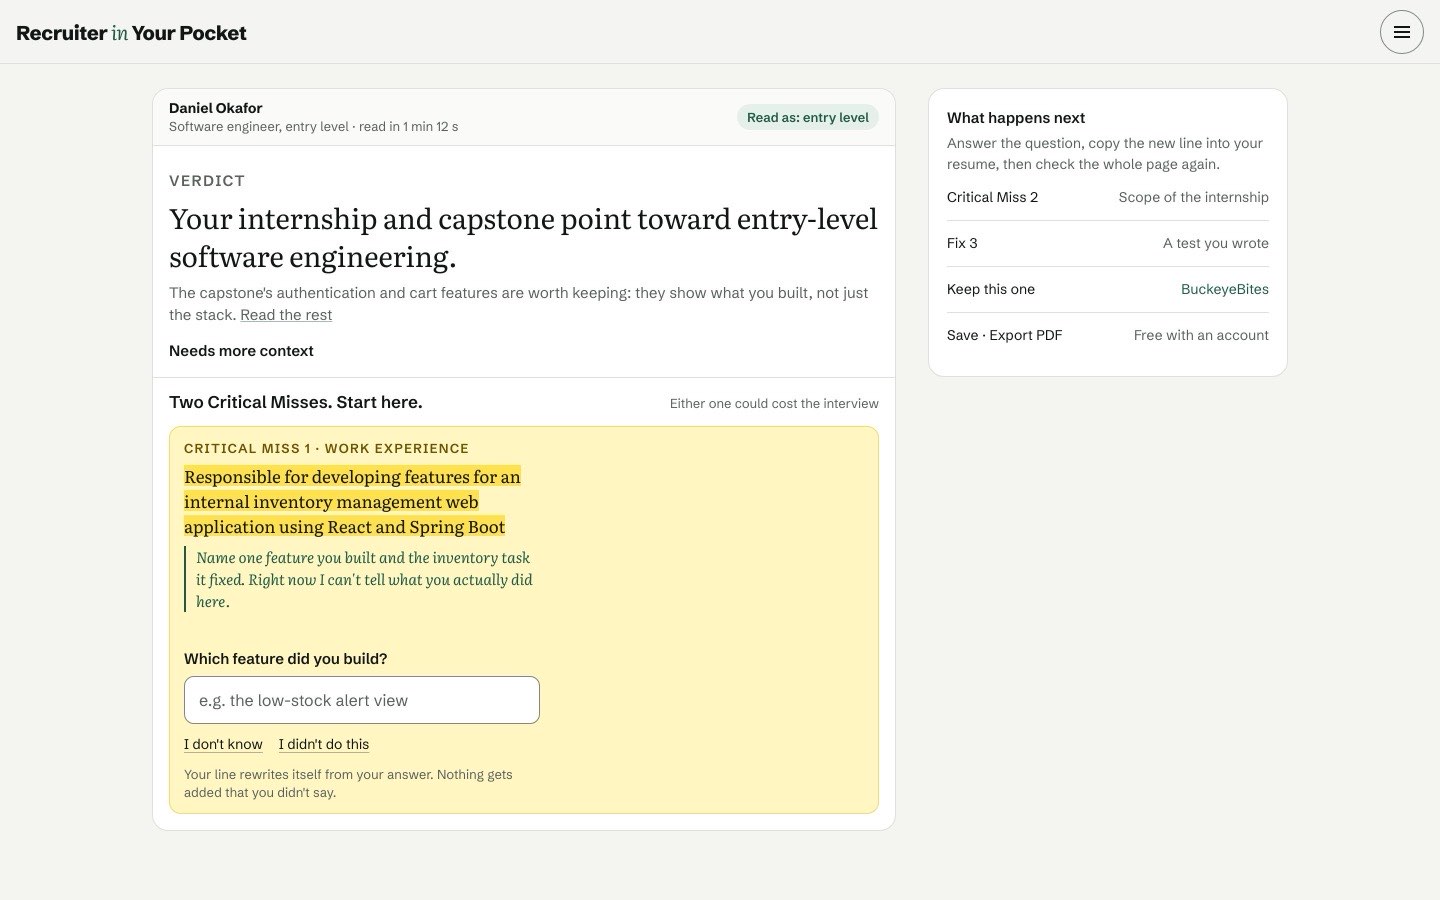 Recruiter in Your Pocket
Daniel Okafor
Software engineer, entry level · read in 1 min 12 s
Read as: entry level
VERDICT
Your internship and capstone point toward entry-level
software engineering.
The capstone's authentication and cart features are worth keeping: they show what you built, not just
the stack. Read the rest
Needs more context
Two Critical Misses. Start here.
Either one could cost the interview
CRITICAL MISS 1 · WORK EXPERIENCE
Responsible for developing features for an
internal inventory management web
application using React and Spring Boot
Name one feature you built and the inventory task
it fixed. Right now I can't tell what you actually did
here.
Which feature did you build?
e.g. the low-stock alert view
I don't know I didn't do this
Your line rewrites itself from your answer. Nothing gets
added that you didn't say.
What happens next
Answer the question, copy the new line into your
resume, then check the whole page again.
Critical Miss 2 Scope of the internship
Fix 3 A test you wrote
Keep this one BuckeyeBites
Save · Export PDF Free with an account